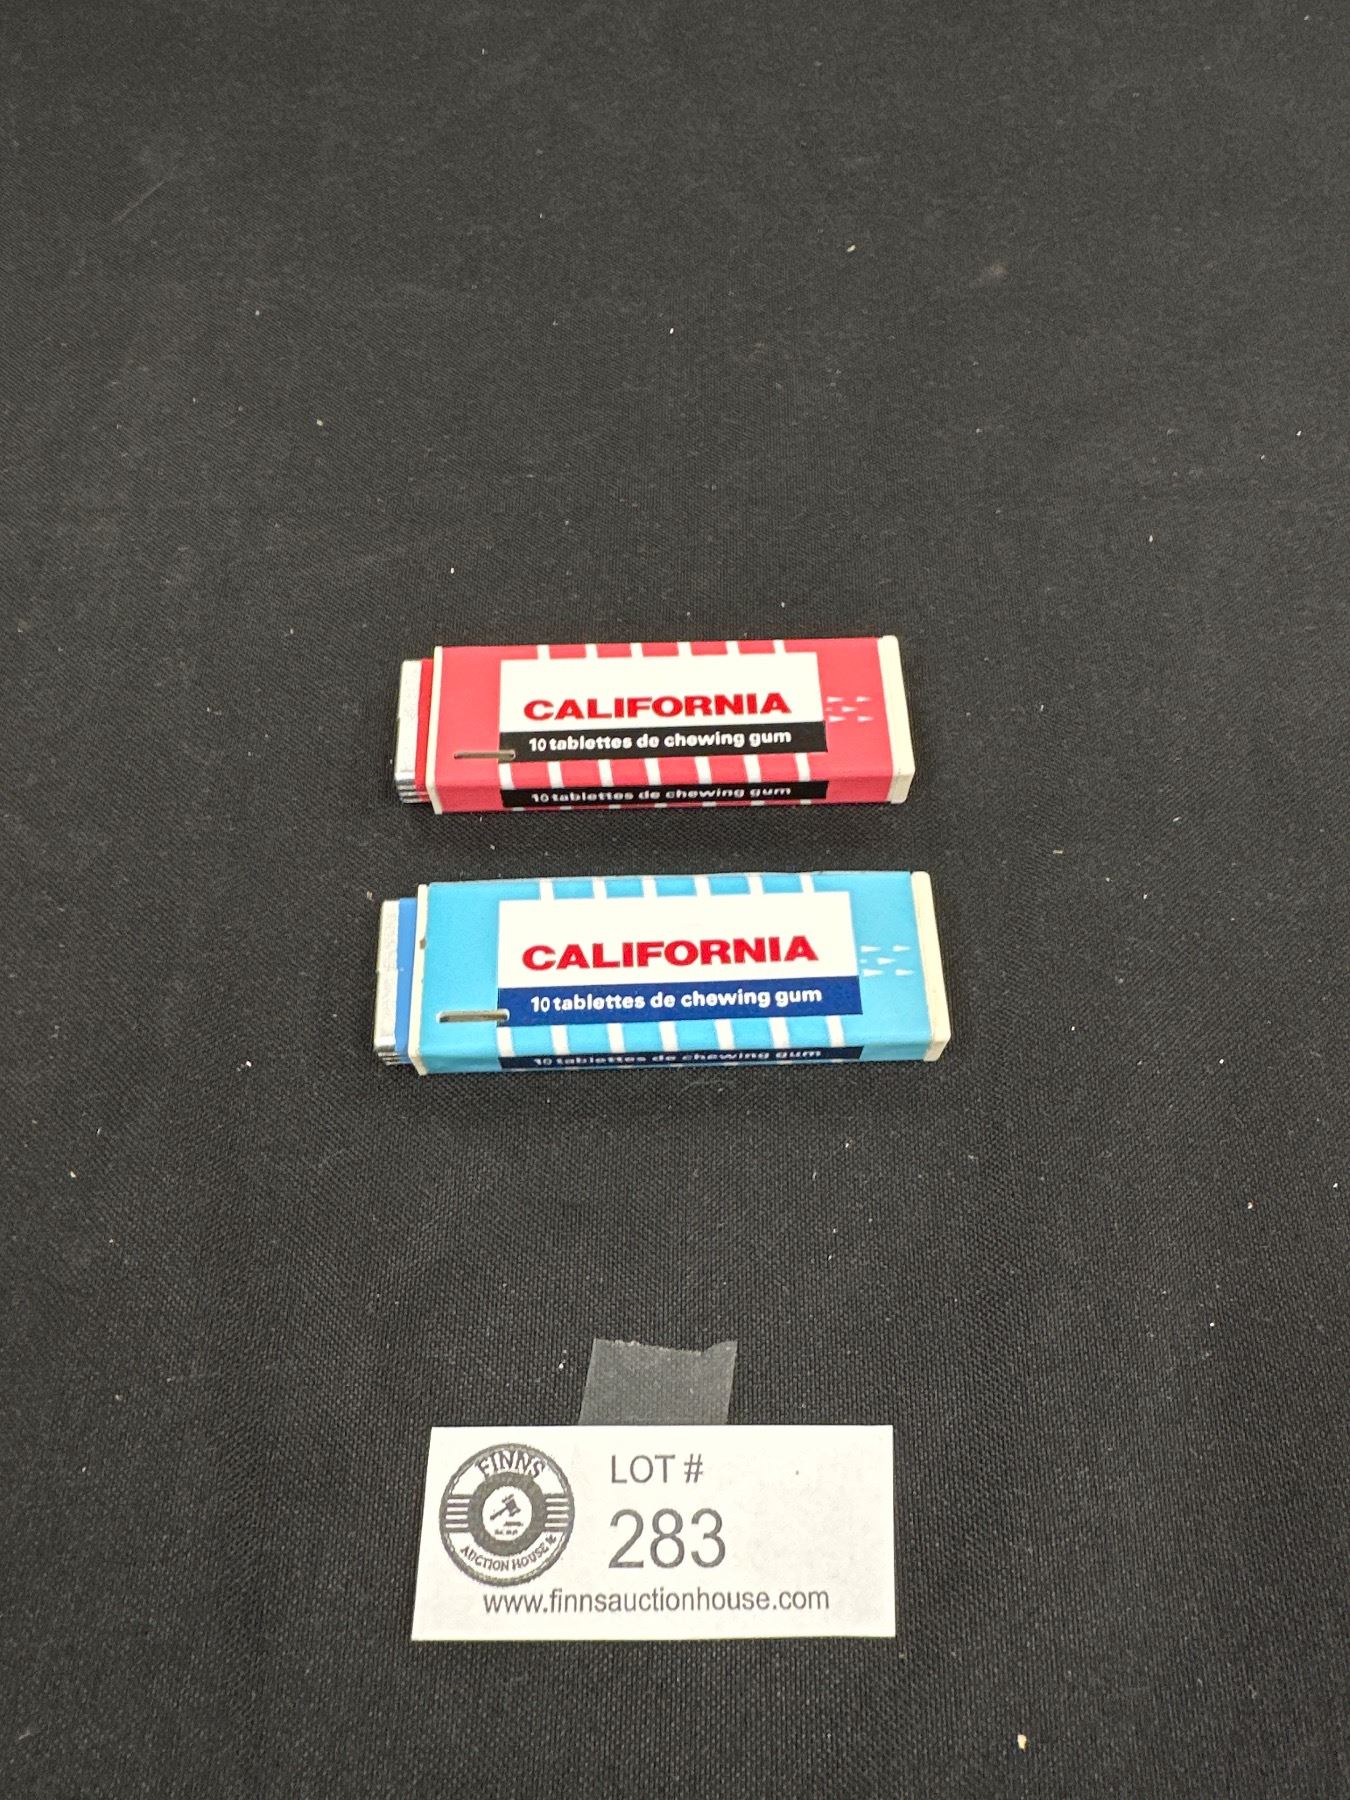 CALIFORNIA
10 tablettes de chewing gum
10 tablettes de chewing gum
CALIFORNIA
10 tablettes de chewing gum
10 tablettes de chewing gum
FINNS
AUCTION HOUSE
LOT #
283
www.finnsauctionhouse.com